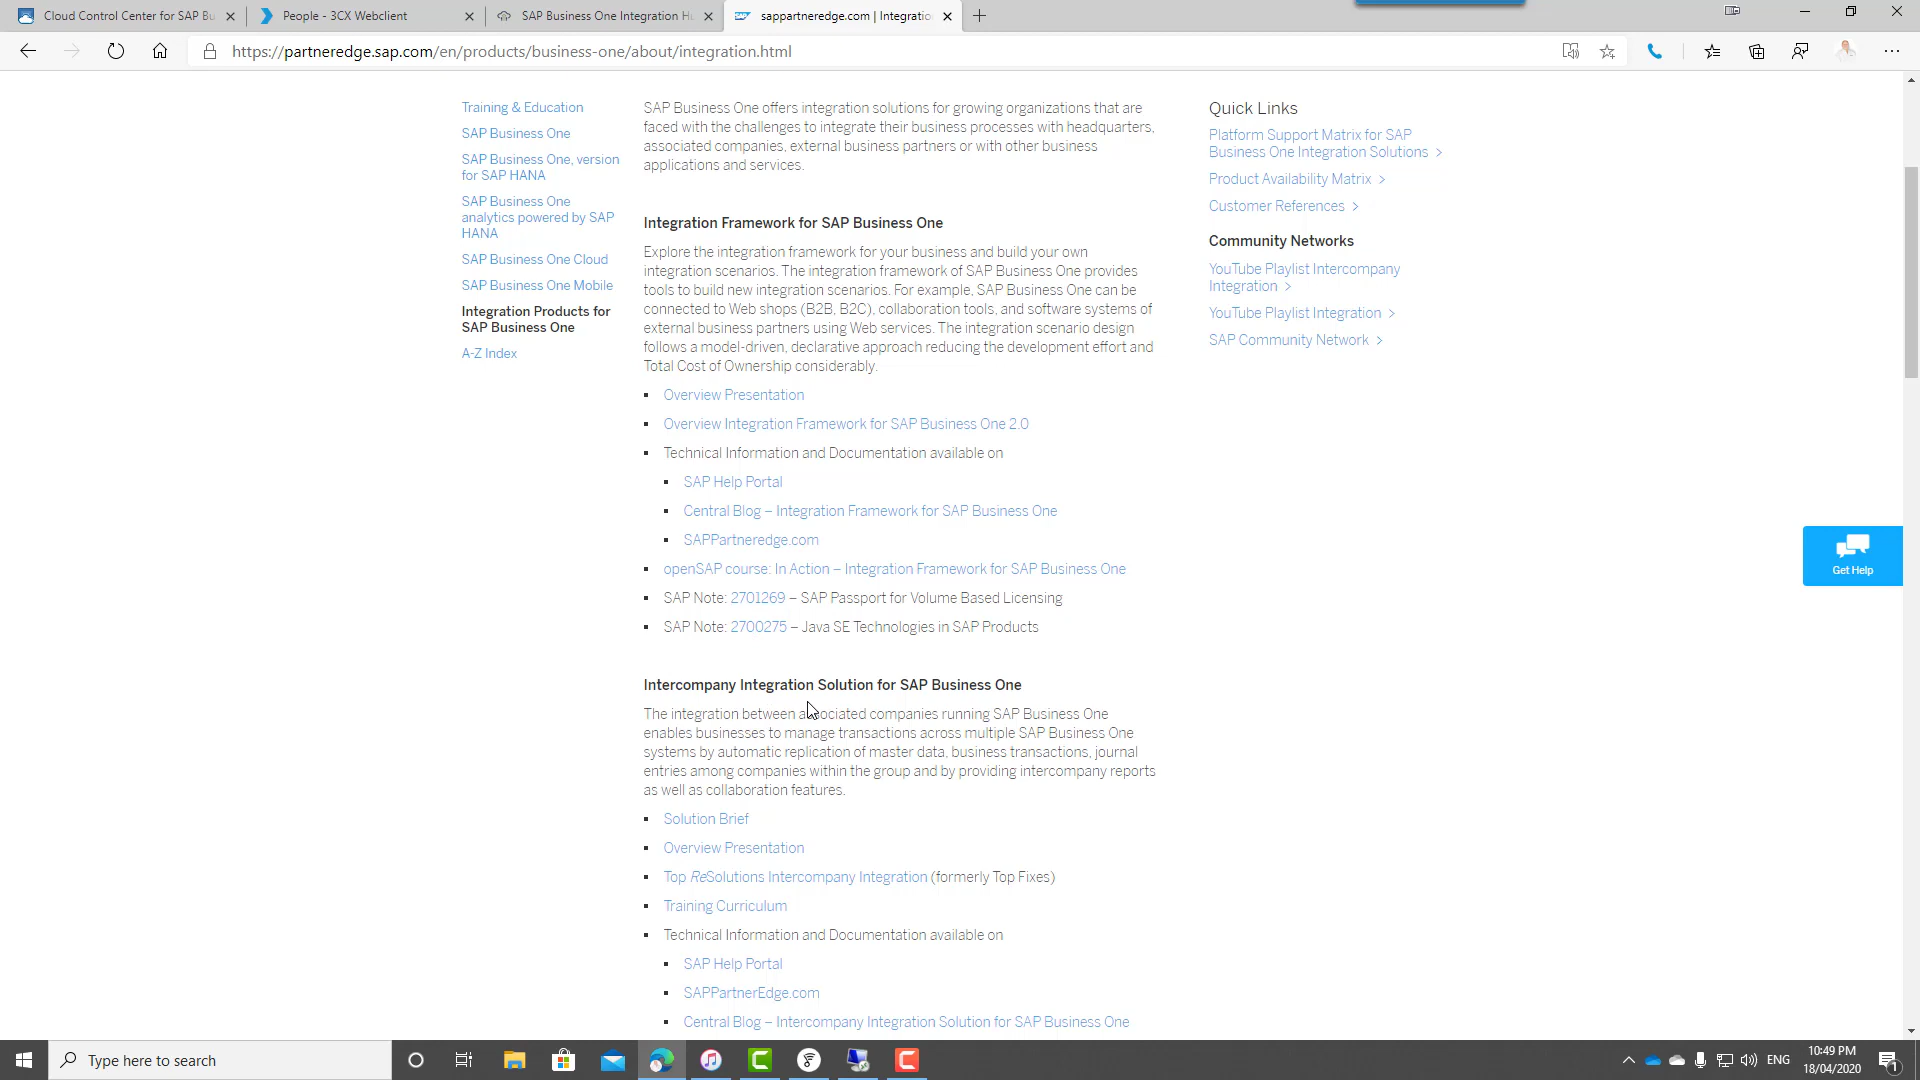 Cloud Control Center for SAP Bu
People - 3CX Webclient
SAP Business One Integration Hu
sappartneredge.com | Integratio
https://partneredge.sap.com/en/products/business-one/about/integration.html
Training & Education
SAP Business One
SAP Business One, version
for SAP HANA
SAP Business One
analytics powered by SAP
HANA
SAP Business One Cloud
SAP Business One Mobile
Integration Products for
SAP Business One
A-Z Index
SAP Business One offers integration solutions for growing organizations that are
faced with the challenges to integrate their business processes with headquarters,
associated companies, external business partners or with other business
applications and services.
Integration Framework for SAP Business One
Explore the integration framework for your business and build your own
integration scenarios. The integration framework of SAP Business One provides
tools to build new integration scenarios. For example, SAP Business One can be
connected to Web shops (B2B, B2C), collaboration tools, and software systems of
external business partners using Web services. The integration scenario design
follows a model-driven, declarative approach reducing the development effort and
Total Cost of Ownership considerably.
Overview Presentation
Overview Integration Framework for SAP Business One 2.0
Technical Information and Documentation available on
SAP Help Portal
Central Blog – Integration Framework for SAP Business One
SAPPartneredge.com
openSAP course: In Action – Integration Framework for SAP Business One
SAP Note: 2701269 – SAP Passport for Volume Based Licensing
SAP Note: 2700275 – Java SE Technologies in SAP Products
Intercompany Integration Solution for SAP Business One
The integration between associated companies running SAP Business One
enables businesses to manage transactions across multiple SAP Business One
systems by automatic replication of master data, business transactions, journal
entries among companies within the group and by providing intercompany reports
as well as collaboration features.
Solution Brief
Overview Presentation
Top ReSolutions Intercompany Integration (formerly Top Fixes)
Training Curriculum
Technical Information and Documentation available on
SAP Help Portal
SAPPartnerEdge.com
Central Blog – Intercompany Integration Solution for SAP Business One
Quick Links
Platform Support Matrix for SAP
Business One Integration Solutions >
Product Availability Matrix >
Customer References >
Community Networks
YouTube Playlist Intercompany
Integration >
YouTube Playlist Integration >
SAP Community Network >
Get Help
Type here to search
ENG
10:49 PM
18/04/2020
1